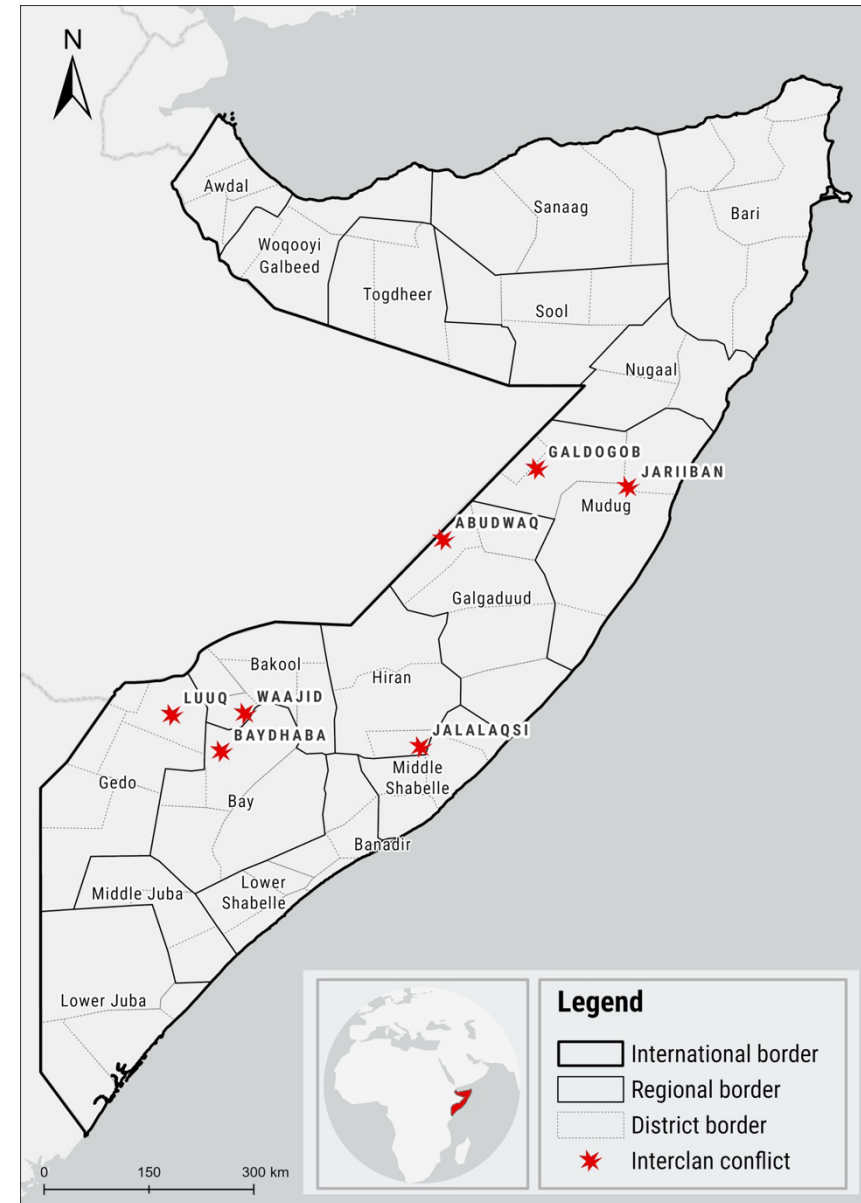 N
Awdal
Woqooyi
Galbeed
Togdheer
Sanaag
Sool
Bari
Nugaal
GALDOGOB
JARIIBAN
Mudug
ABUDWAQ
Galgaduud
Bakool
Hiran
LUUQ
WAAJID
BAYDHABA
JALALAQSI
Middle
Shabelle
Gedo
Bay
Banadir
Middle Juba
Lower
Shabelle
Lower Juba
0 150 300 km
Legend
International border
Regional border
District border
Interclan conflict